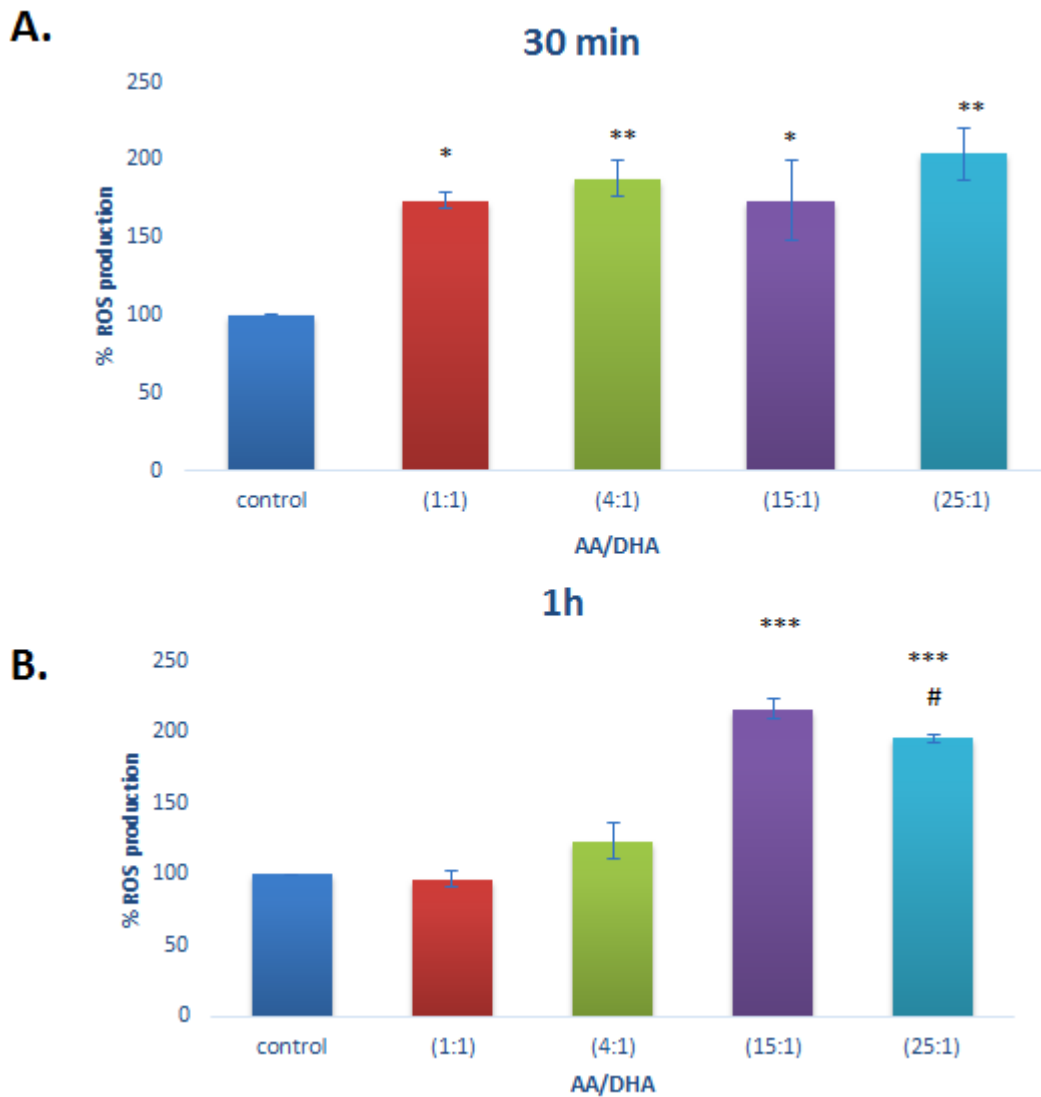 A.
30 min
250
200
150
100
50
0
% ROS production
* ** * **
control (1:1) (4:1) (15:1) (25:1)
AA/DHA
1h
B.
*** ***
#
250
200
150
100
50
0
% ROS production
control (1:1) (4:1) (15:1) (25:1)
AA/DHA